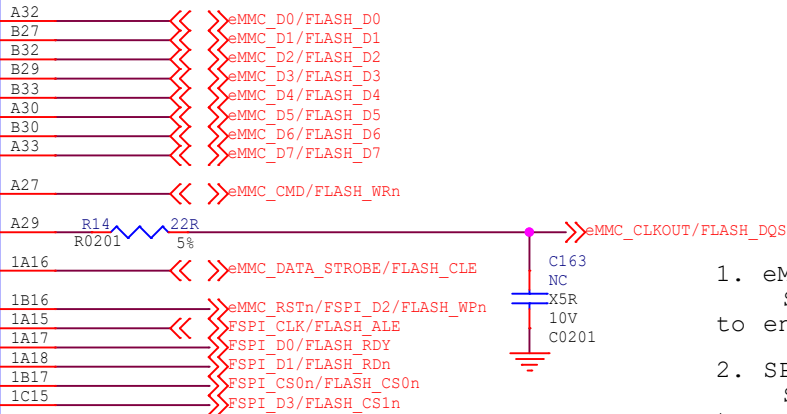 A32 eMMC_D0/FLASH_D0
B27 eMMC_D1/FLASH_D1
B32 eMMC_D2/FLASH_D2
B29 eMMC_D3/FLASH_D3
B33 eMMC_D4/FLASH_D4
A30 eMMC_D5/FLASH_D5
B30 eMMC_D6/FLASH_D6
A33 eMMC_D7/FLASH_D7
A27 eMMC_CMD/FLASH_WRn
A29 R14 22R eMMC_CLKOUT/FLASH_DQS
R0201 5%
1A16 eMMC_DATA_STROBE/FLASH_CLE
C163
NC
X5R
10V
C0201
1B16 eMMC_RSTn/FSPI_D2/FLASH_WPn
1A15 FSPI_CLK/FLASH_ALE
1A17 FSPI_D0/FLASH_RDY
1A18 FSPI_D1/FLASH_RDn
1B17 FSPI_CS0n/FLASH_CS0n
1C15 FSPI_D3/FLASH_CS1n
1. eM
S
to en
2. SP
S